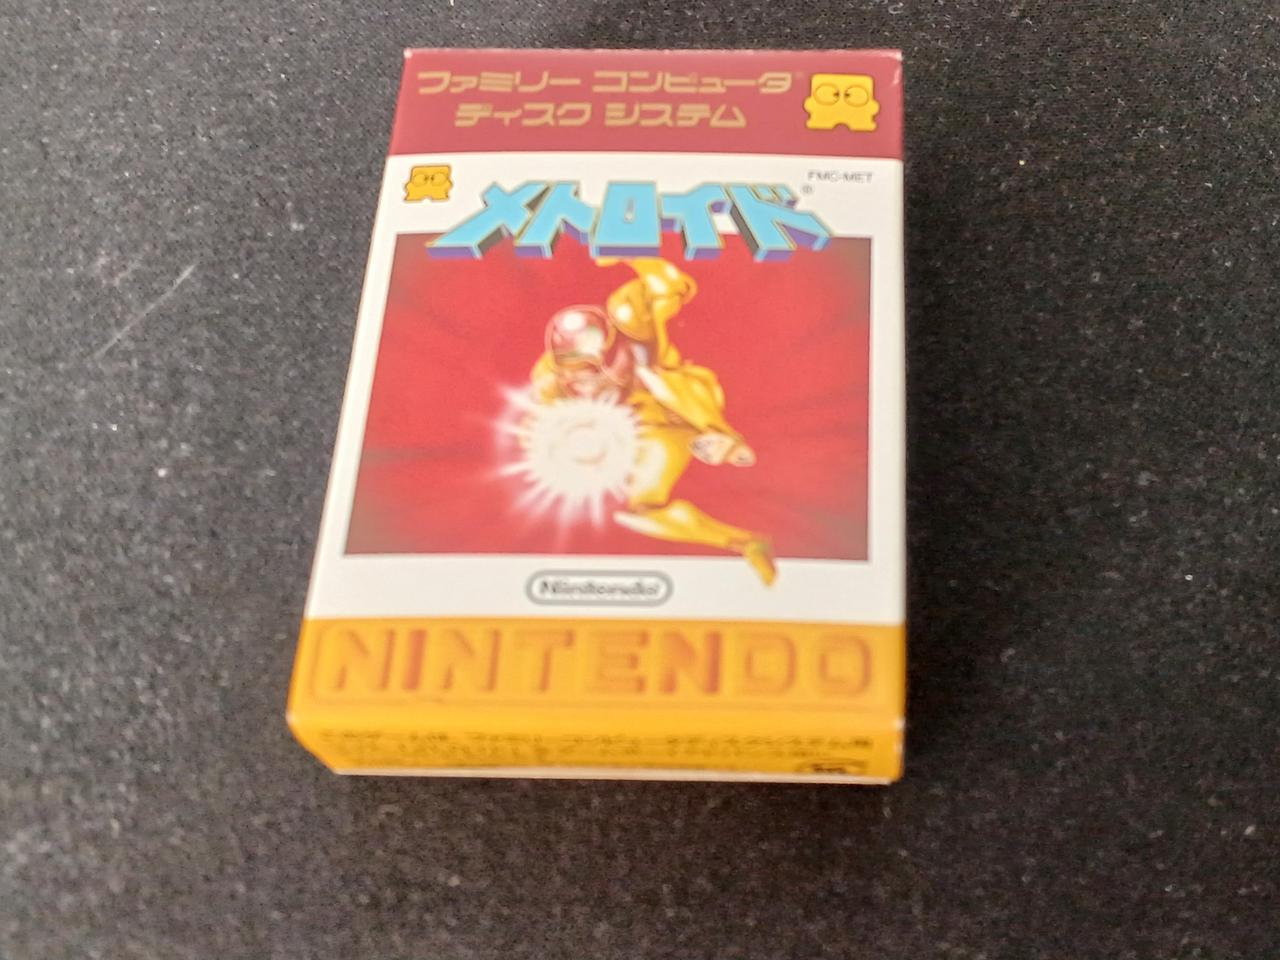 ファミリー コンピュータ
ディスク システム
FMC-MET
メトロイド®
Nintendo
NINTENDO